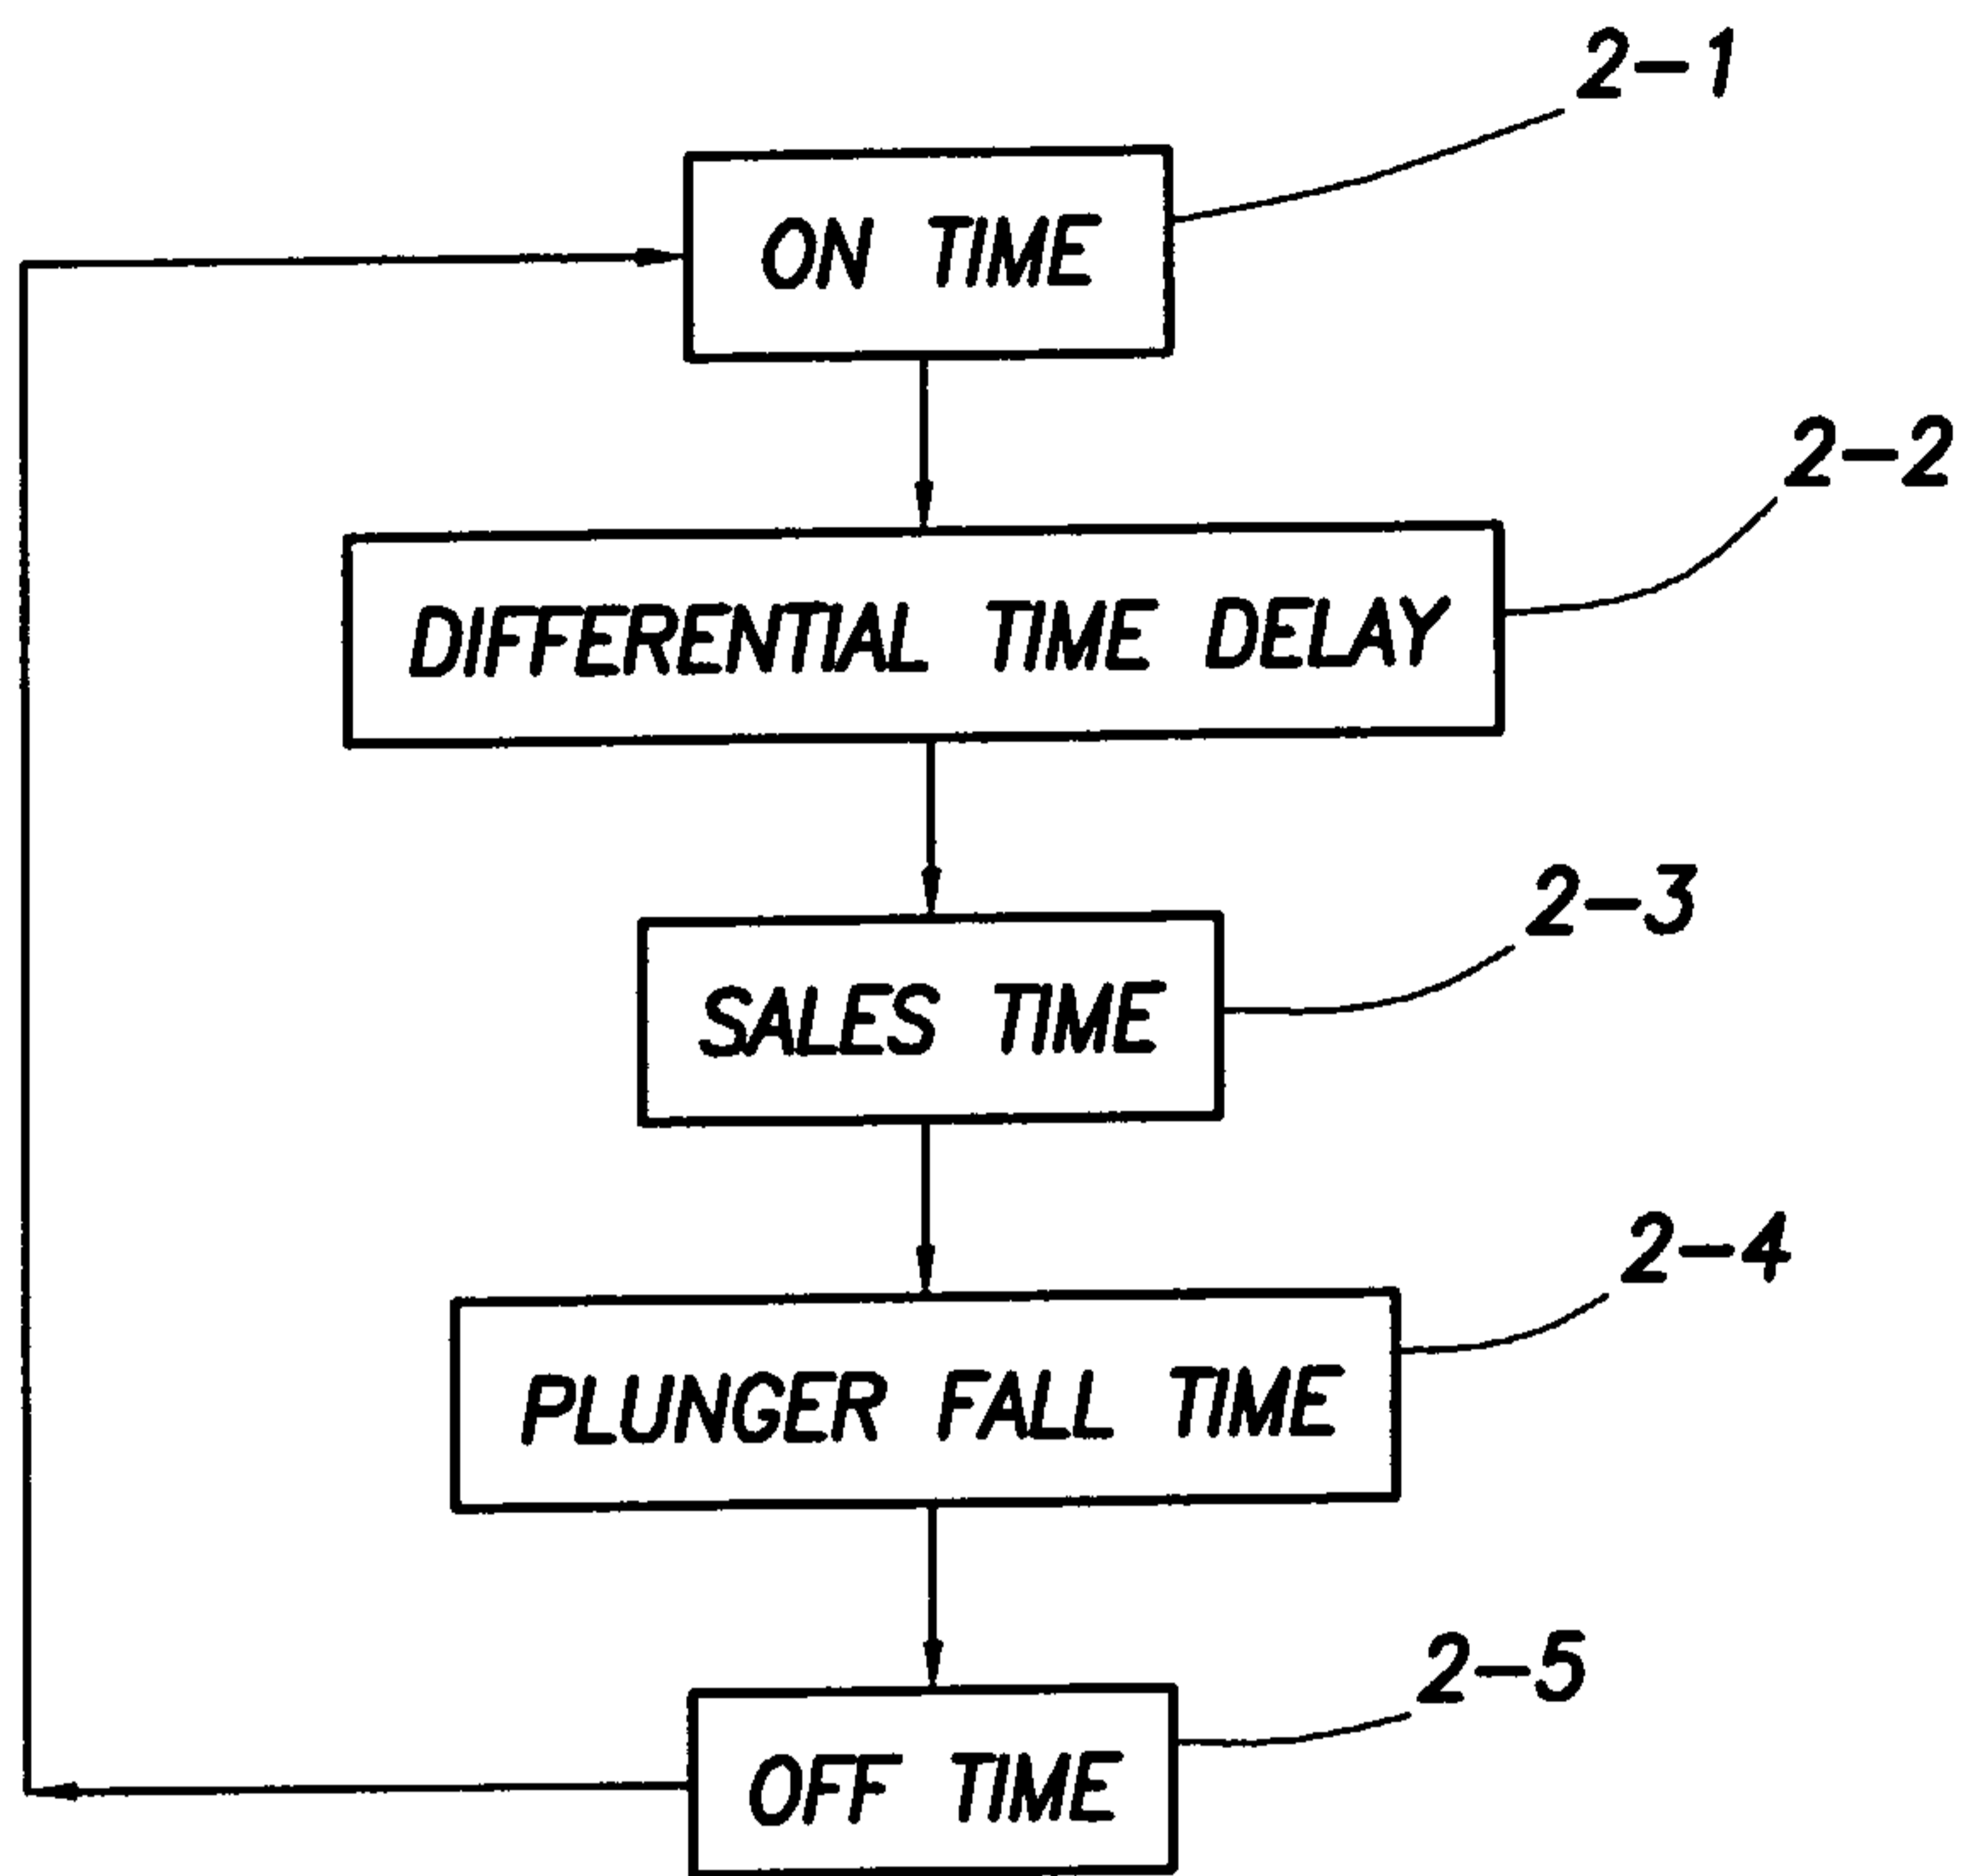 2-1
ON TIME
2-2
DIFFERENTIAL TIME DELAY
2-3
SALES TIME
2-4
PLUNGER FALL TIME
2-5
OFF TIME